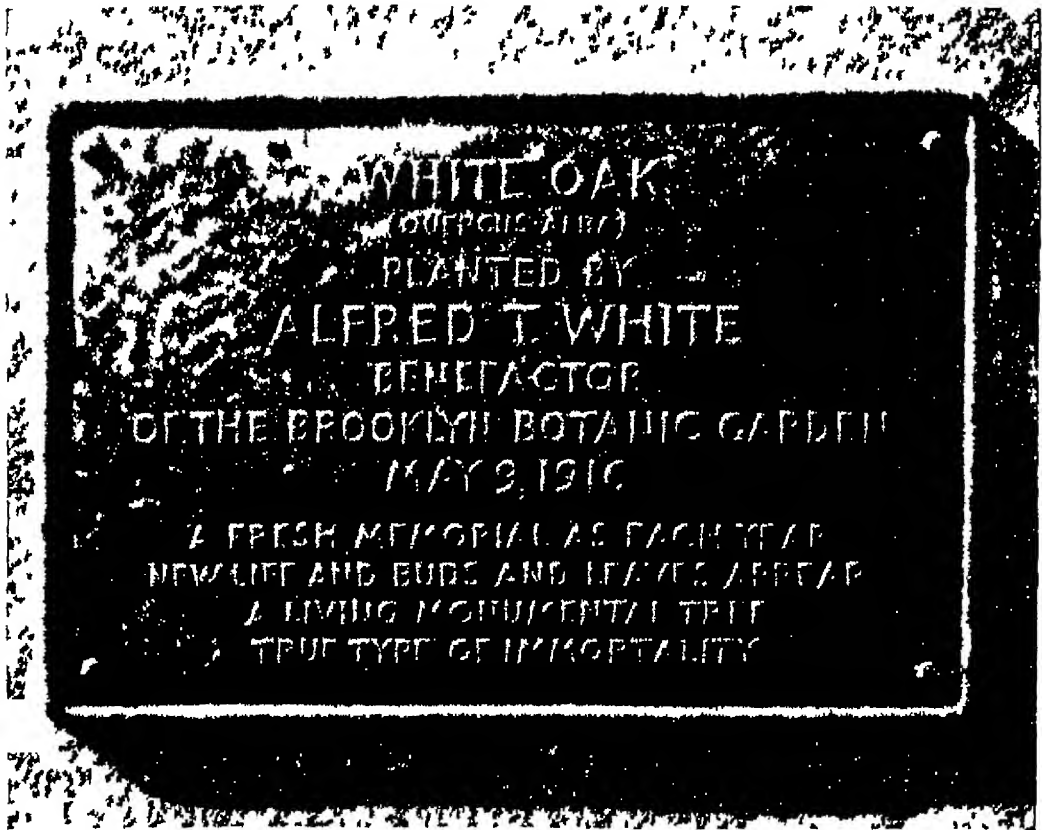 WHITE OAK
(QUERCUS ALBA)
PLANTED BY
ALFRED T. WHITE
BENEFACTOR
OF THE BROOKLYN BOTANIC GARDEN
MAY 9, 1916
A FRESH MEMORIAL AS EACH YEAR
NEW LIFE AND BUDS AND LEAVES APPEAR
A LIVING MONUMENTAL TREE
TRUE TYPE OF IMMORTALITY